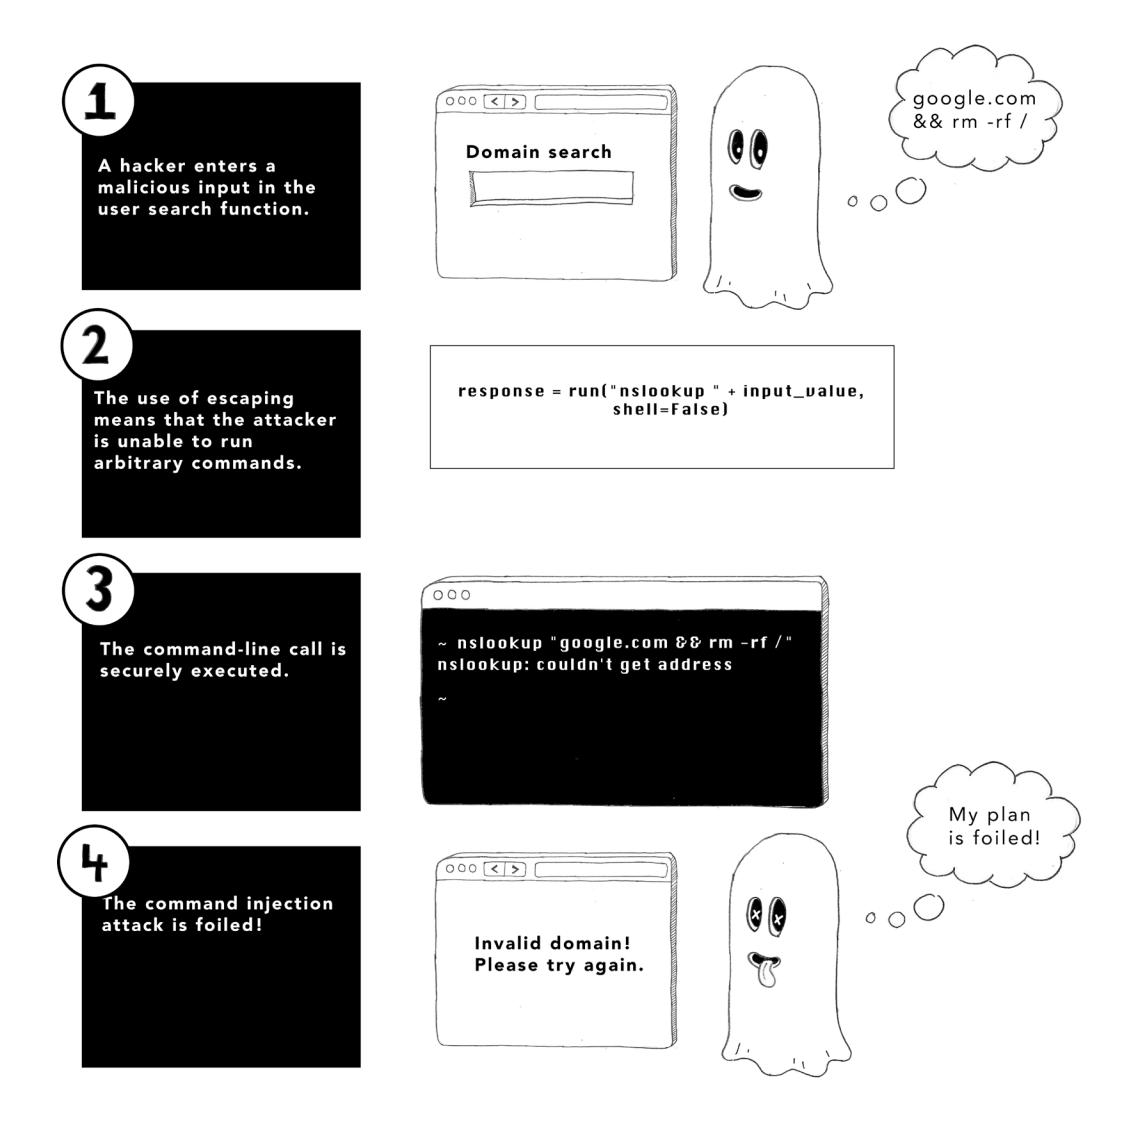 1
A hacker enters a
malicious input in the
user search function.
Domain search
google.com
&& rm -rf /
2
The use of escaping
means that the attacker
is unable to run
arbitrary commands.
response = run("nslookup " + input_value,
shell=False)
3
The command-line call is
securely executed.
~ nslookup "google.com && rm -rf /"
nslookup: couldn't get address
~
4
The command injection
attack is foiled!
Invalid domain!
Please try again.
My plan
is foiled!